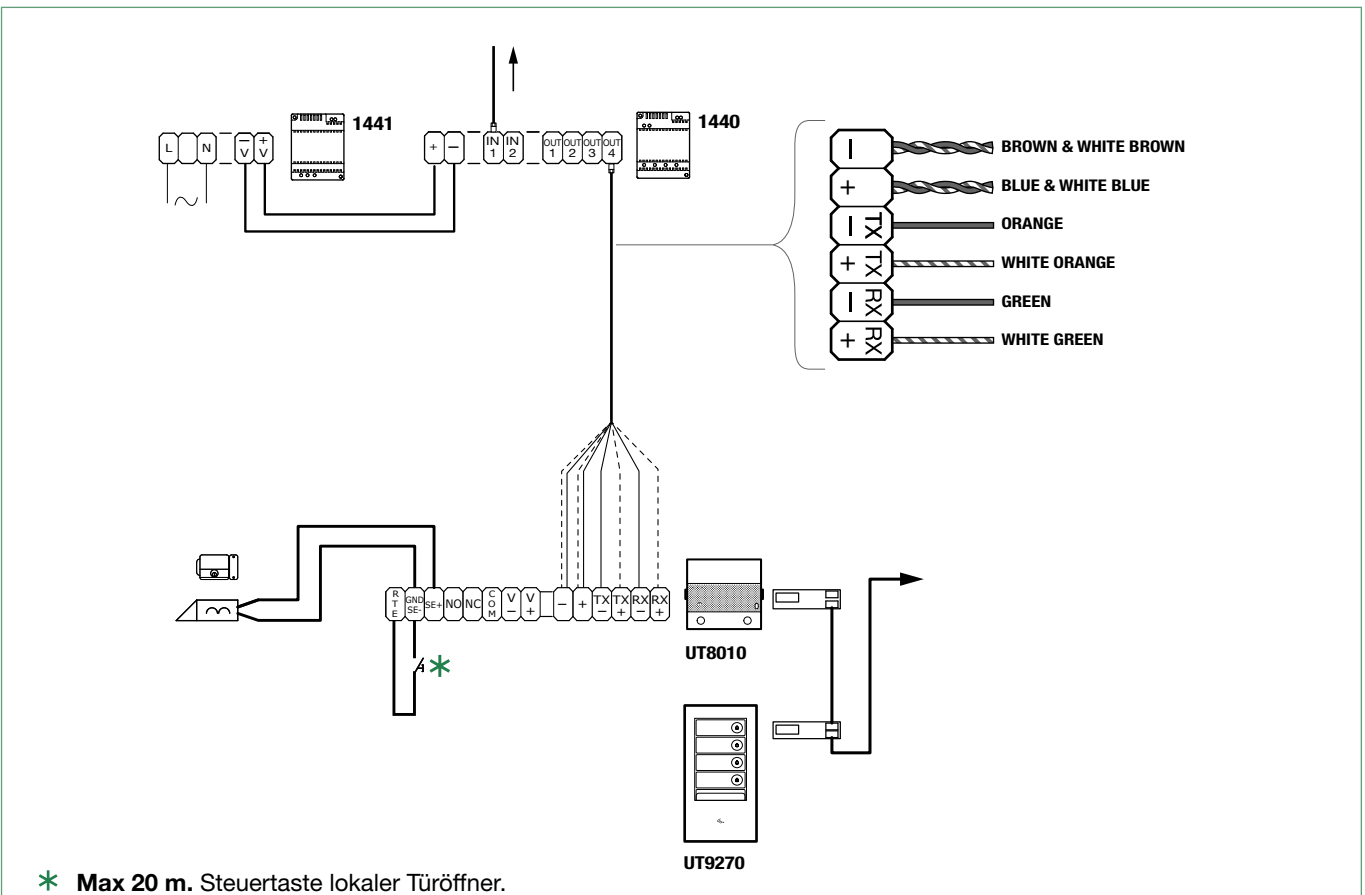 1441
1440
L N − V + V
+ − IN 1 IN 2 OUT 1 OUT 2 OUT 3 OUT 4
− BROWN & WHITE BROWN
+ BLUE & WHITE BLUE
− TX ORANGE
+ TX WHITE ORANGE
− RX GREEN
+ RX WHITE GREEN
RTE GND SE- SE+ NO NC COM V − V + − + TX − TX + RX − RX +
UT8010
*
UT9270
* Max 20 m. Steuertaste lokaler Türöffner.